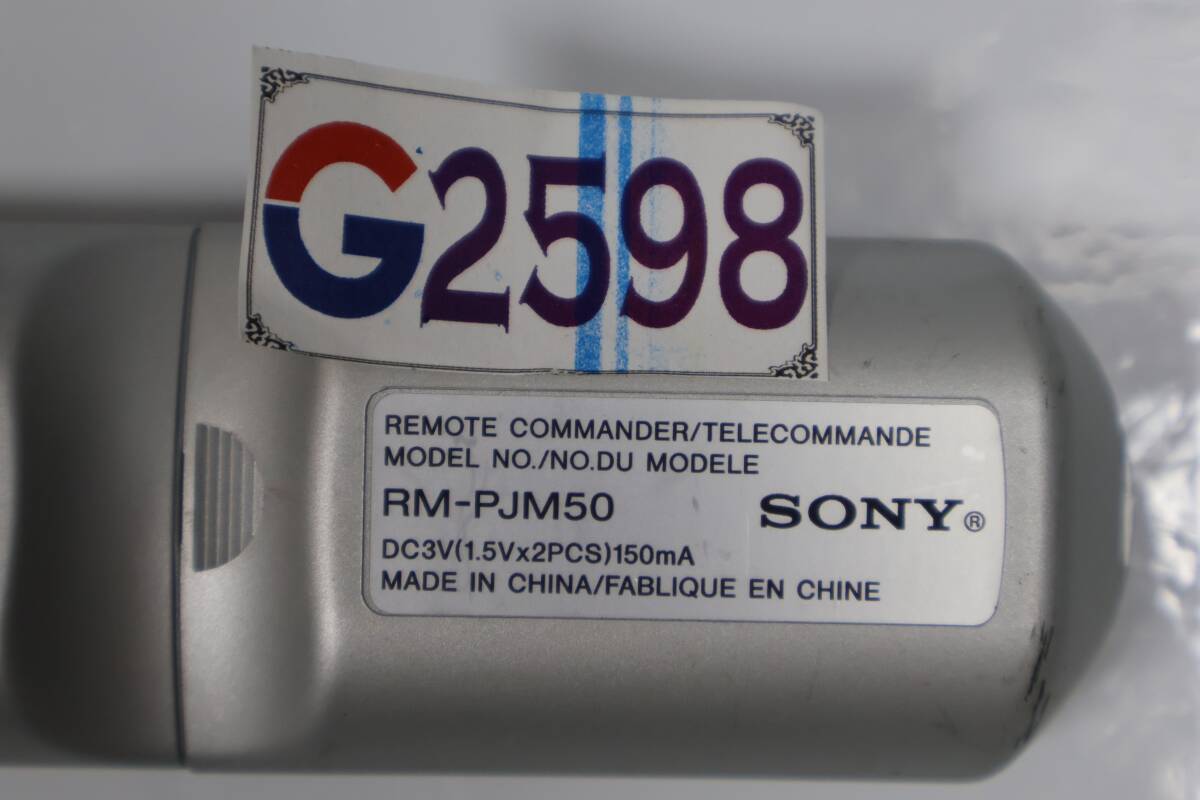 G2598
REMOTE COMMANDER/TELECOMMANDE
MODEL NO./NO.DU MODELE
RM-PJM50
SONY®
DC3V(1.5Vx2PCS)150mA
MADE IN CHINA/FABLIQUE EN CHINE